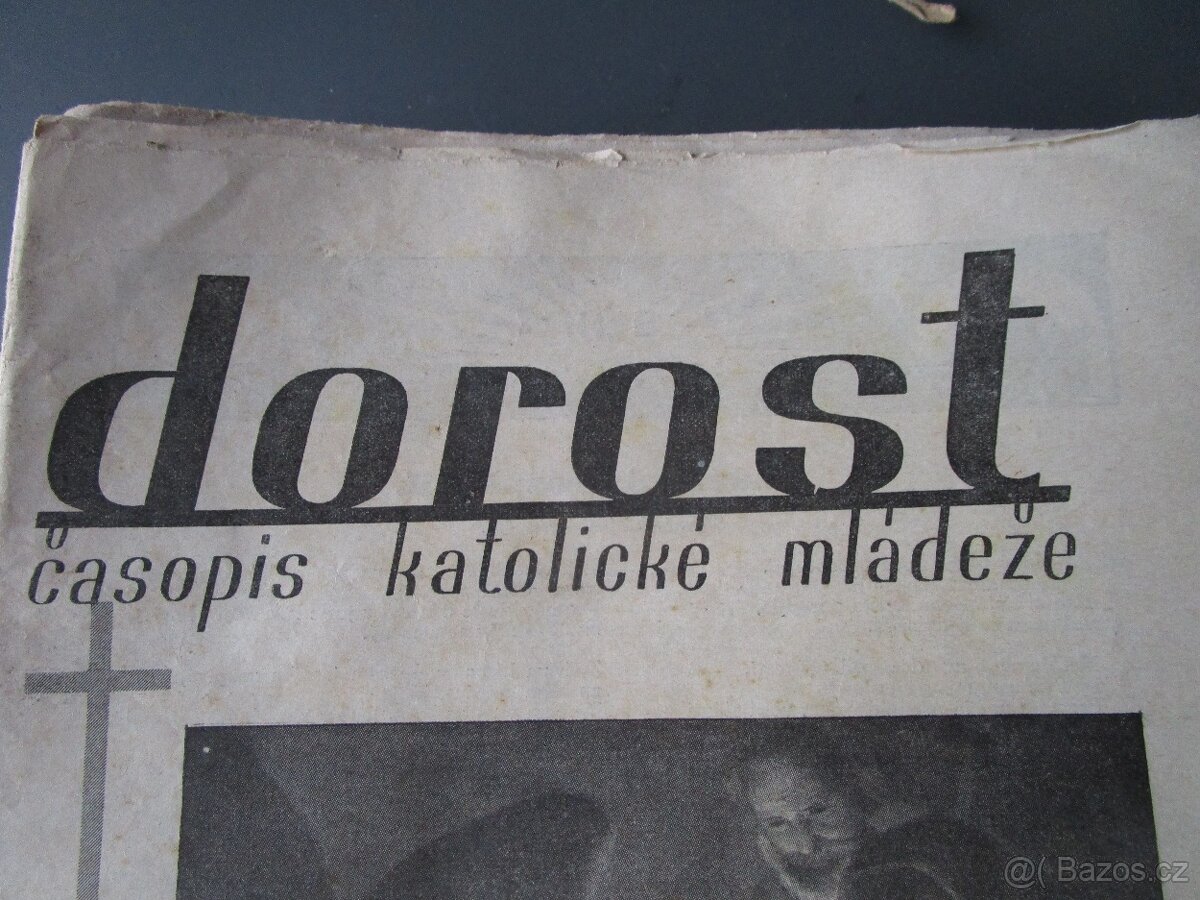 dorost
časopis katolické mládeže
@( Bazos.cz